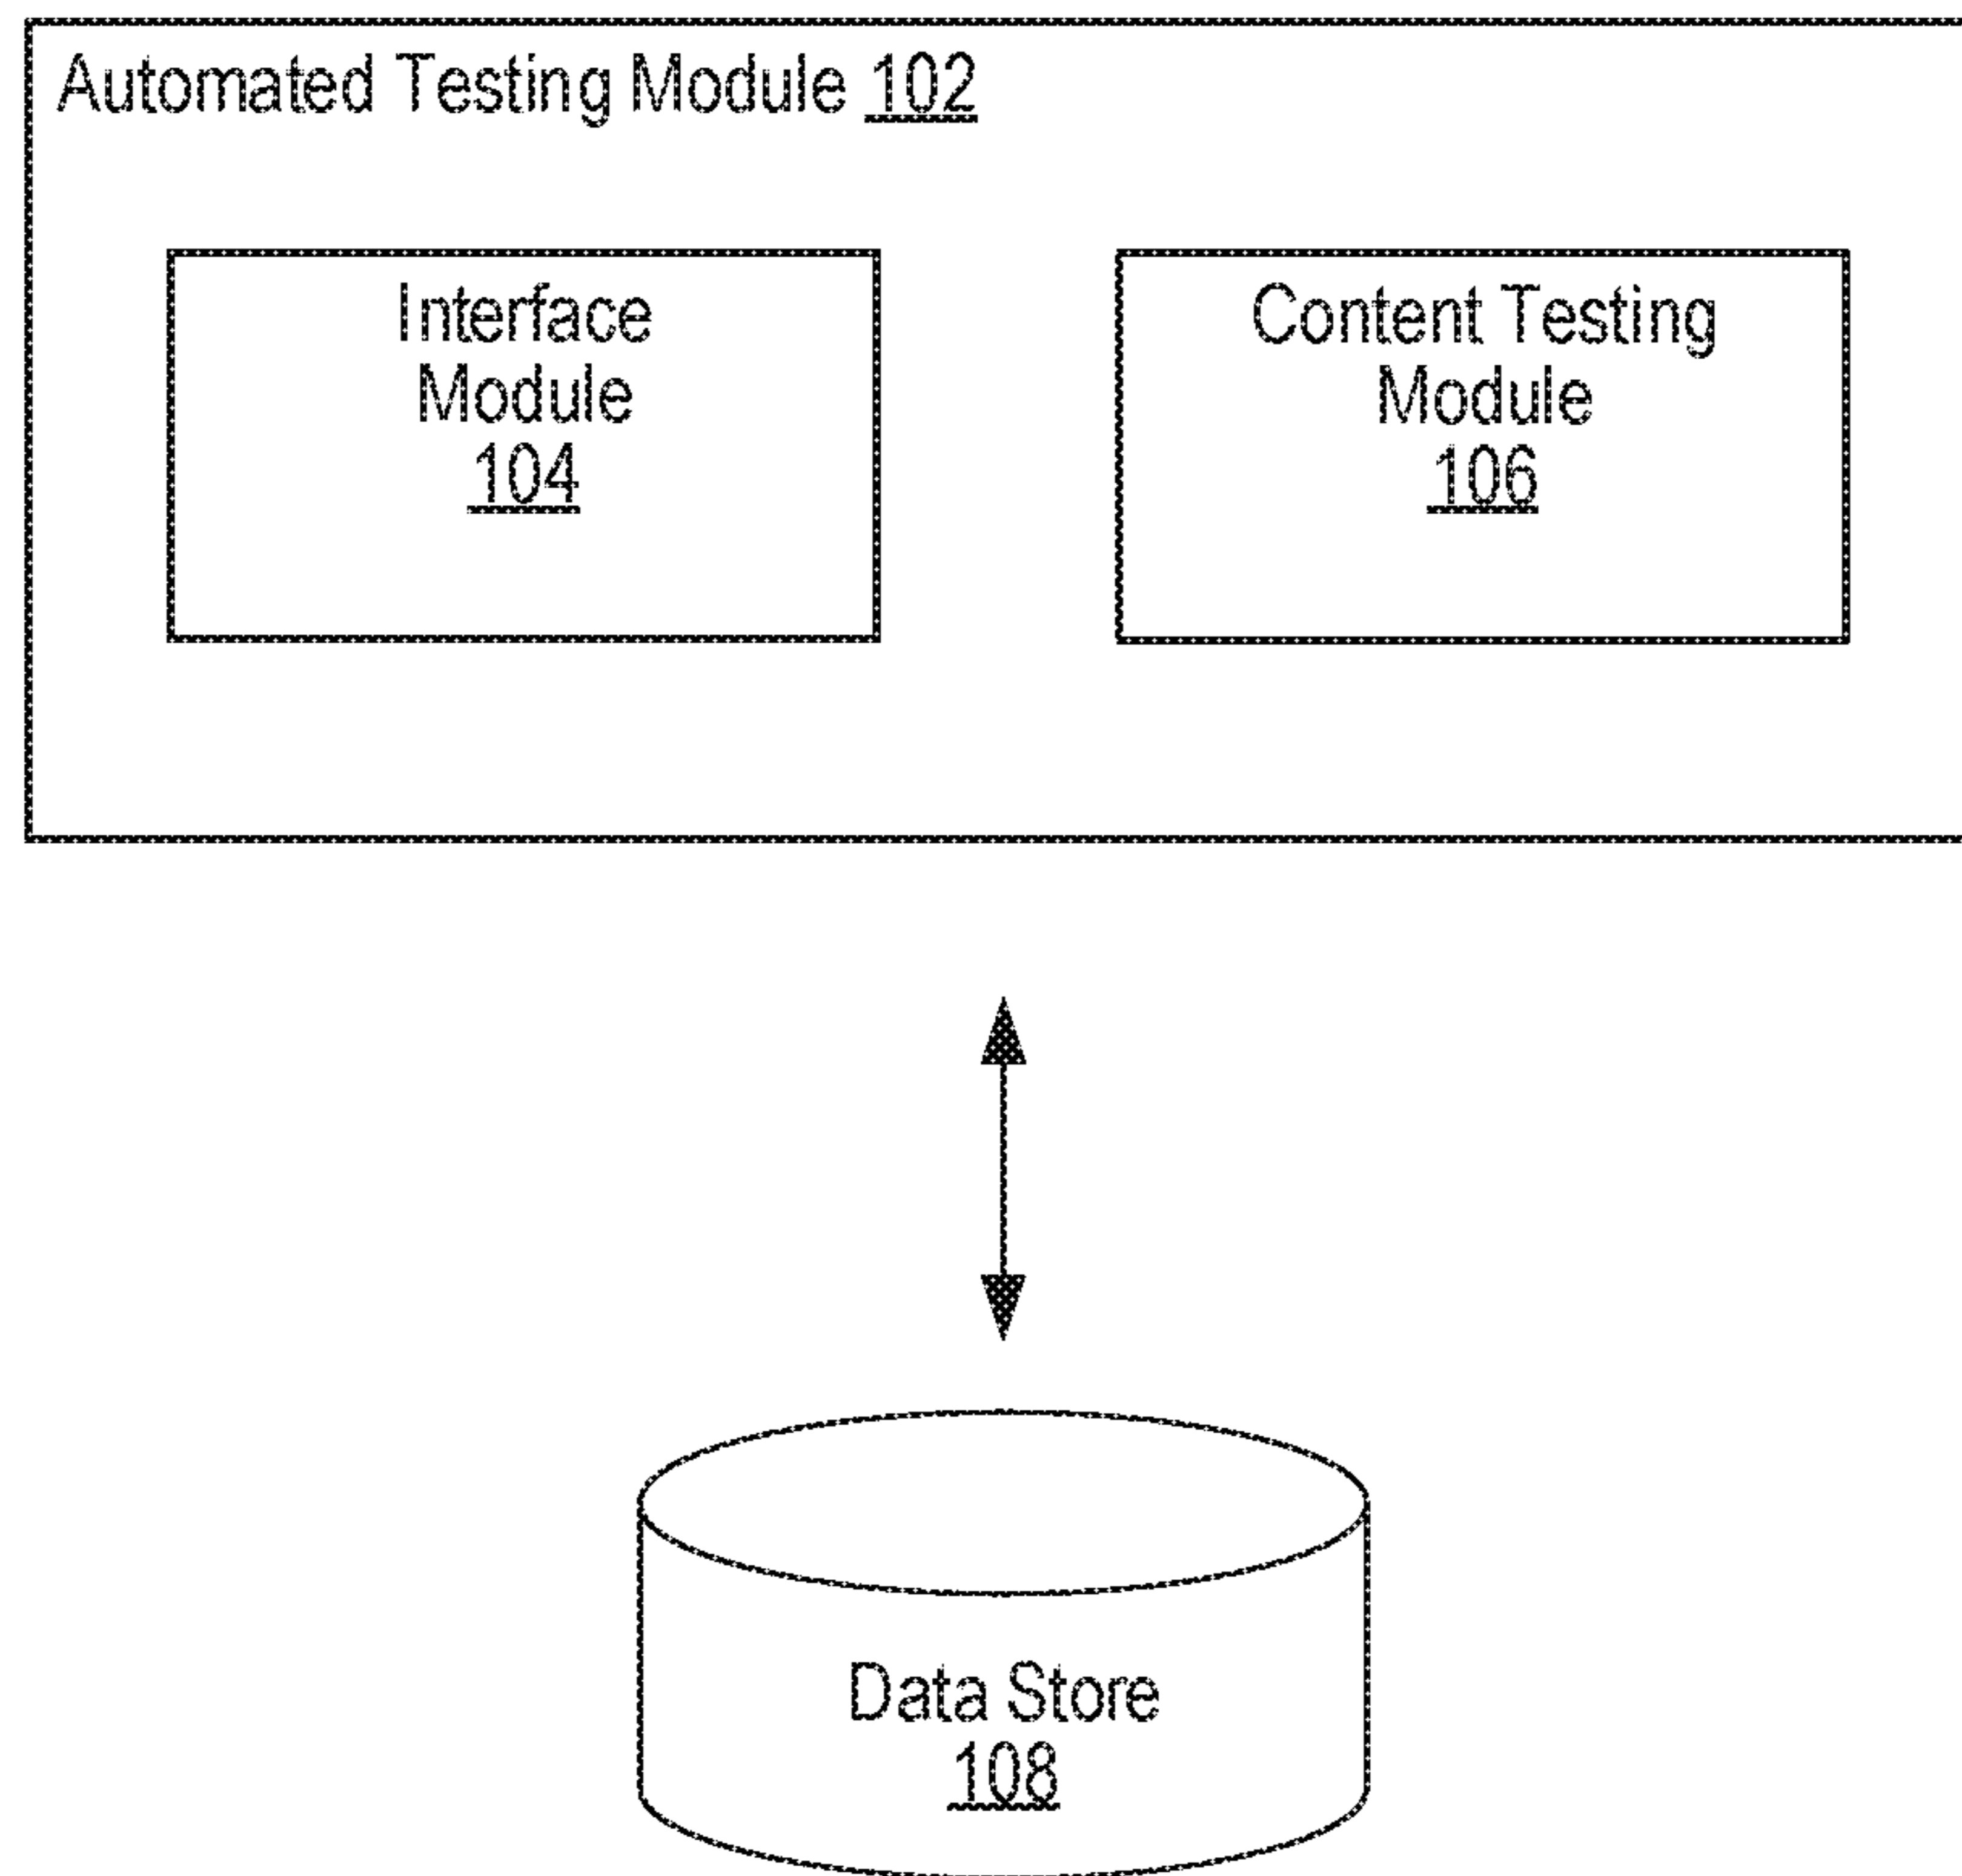 Automated Testing Module 102
Interface
Module
104
Content Testing
Module
106
Data Store
108